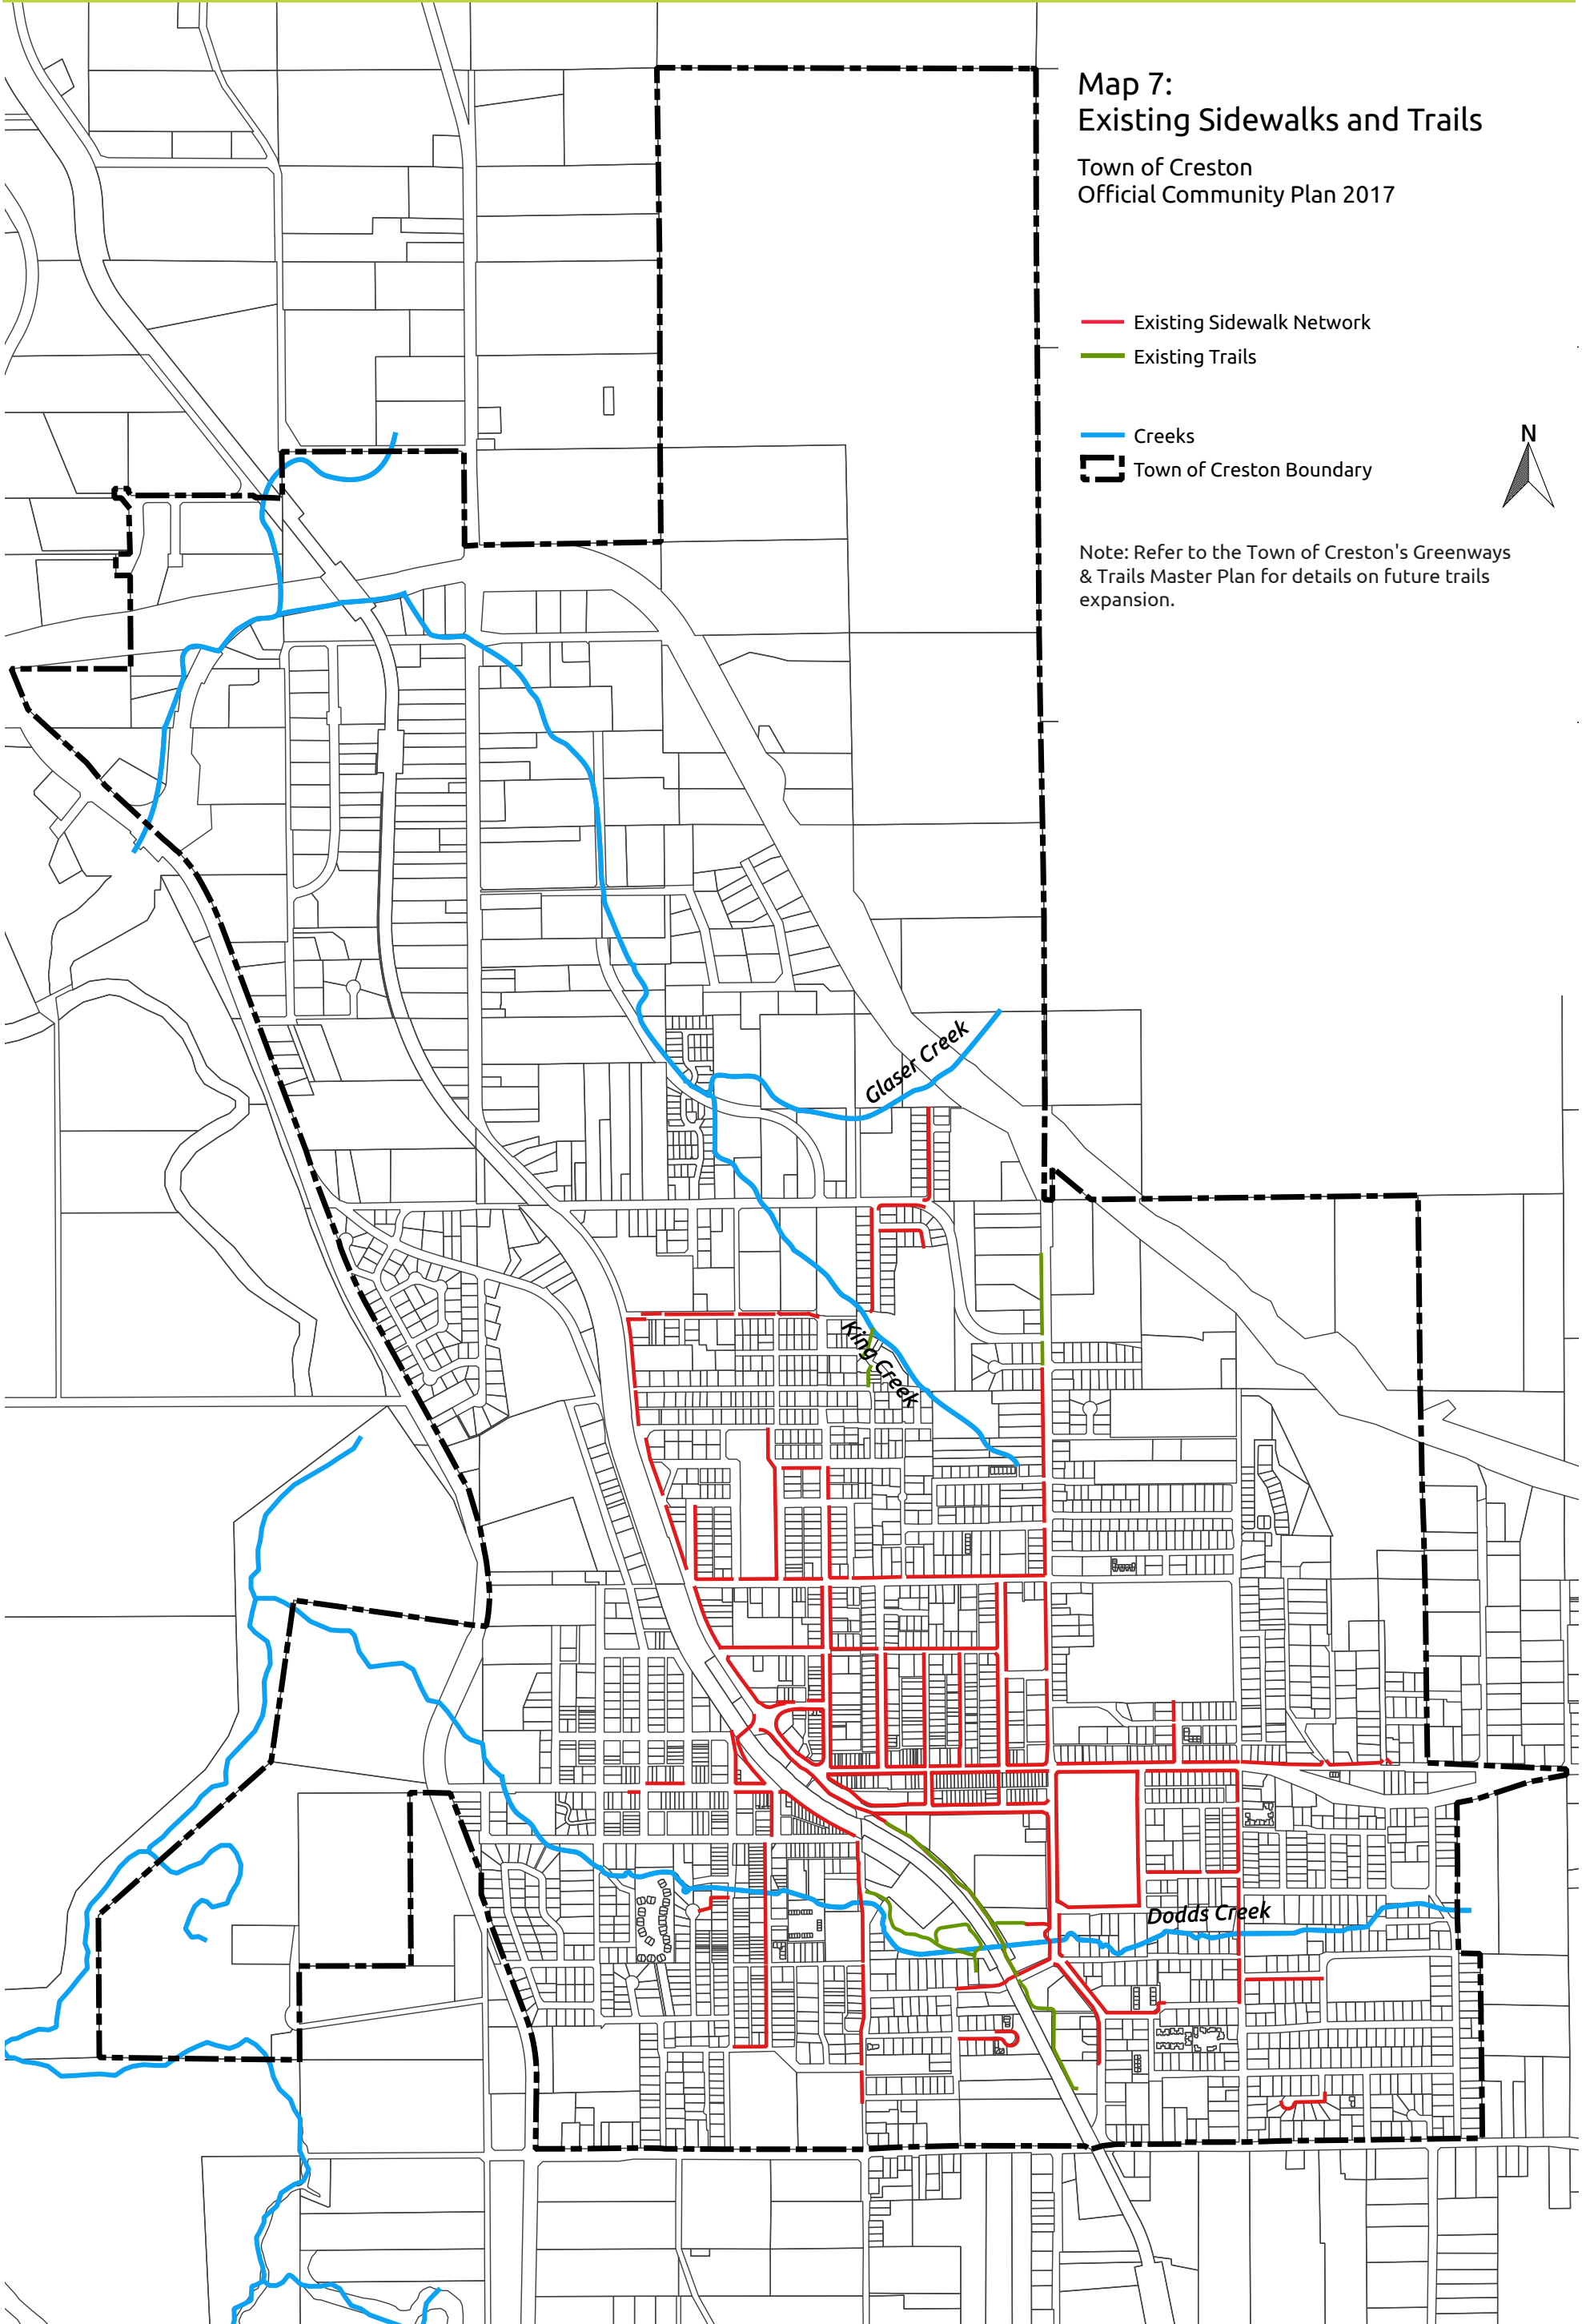 Map 7:
Existing Sidewalks and Trails
Town of Creston
Official Community Plan 2017
Existing Sidewalk Network
Existing Trails
Creeks
Town of Creston Boundary
N
Note: Refer to the Town of Creston's Greenways
& Trails Master Plan for details on future trails
expansion.
Glaser Creek
King Creek
Dodds Creek